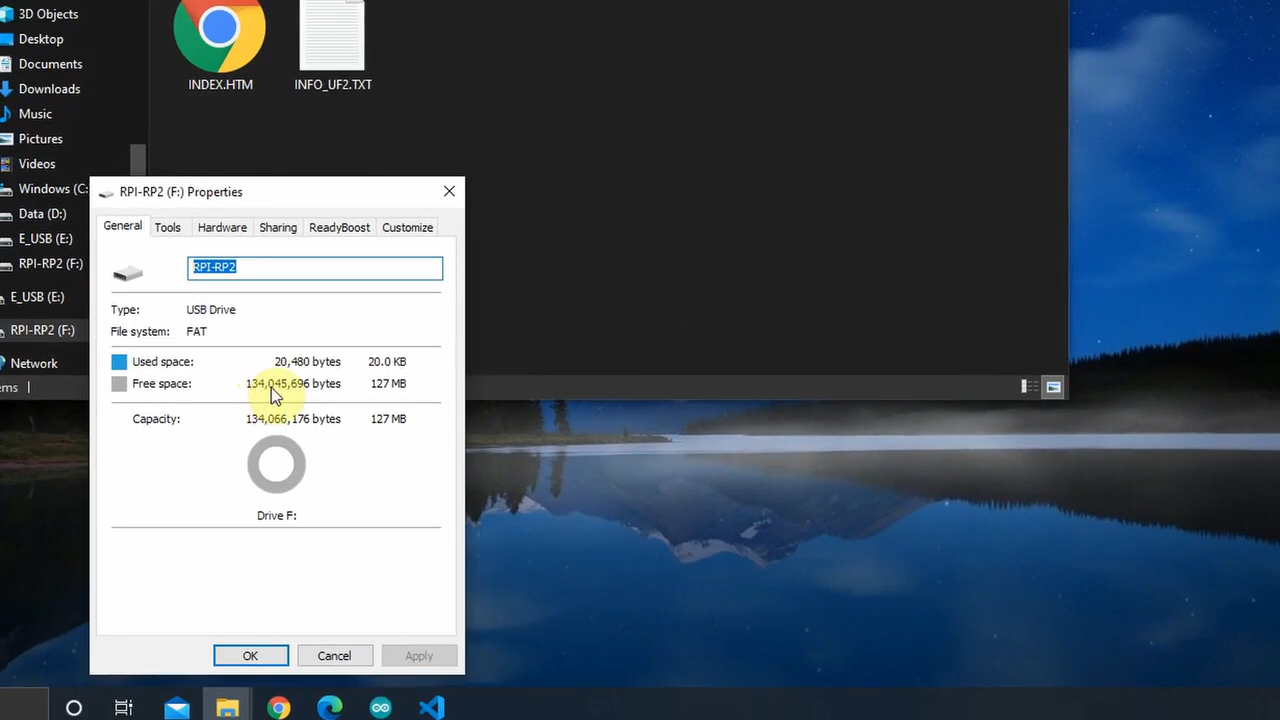 3D Objects
Desktop
Documents
Downloads
Music
Pictures
Videos
Windows (C:
Data (D:)
E_USB (E:)
RPI-RP2 (F:)
E_USB (E:)
RPI-RP2 (F:)
Network
ems
INDEX.HTM
INFO_UF2.TXT
RPI-RP2 (F:) Properties
General Tools Hardware Sharing ReadyBoost Customize
RPI-RP2
Type: USB Drive
File system: FAT
Used space: 20,480 bytes 20.0 KB
Free space: 134,045,696 bytes 127 MB
Capacity: 134,066,176 bytes 127 MB
Drive F:
OK Cancel Apply